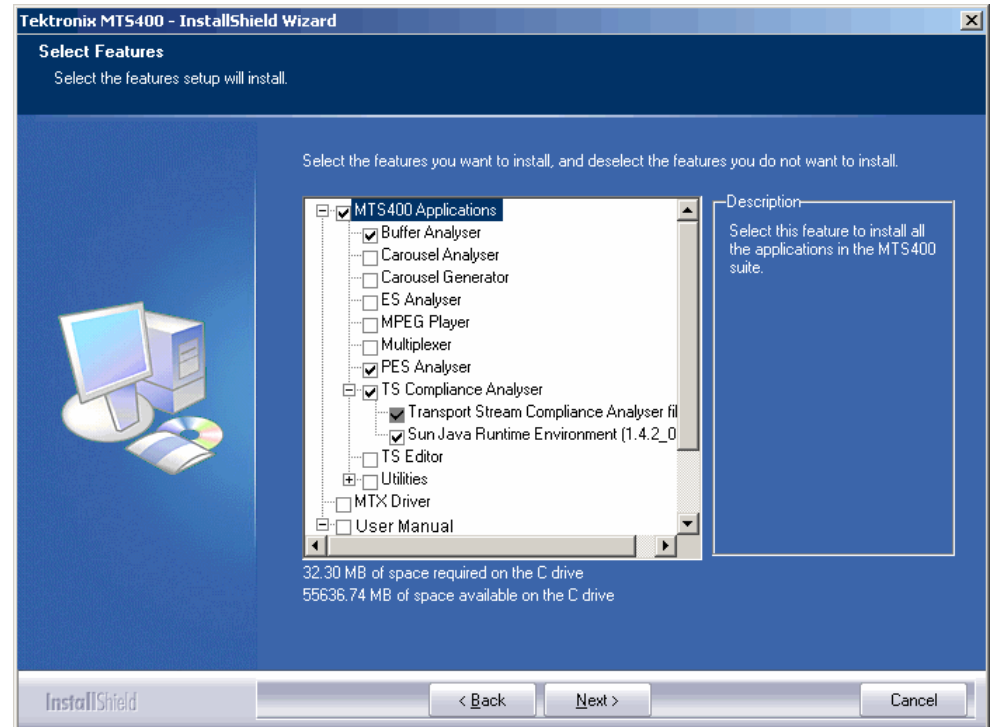 Tektronix MTS400 - InstallShield Wizard
Select Features
Select the features setup will install.
Select the features you want to install, and deselect the features you do not want to install.
MTS400 Applications
Buffer Analyser
Carousel Analyser
Carousel Generator
ES Analyser
MPEG Player
Multiplexer
PES Analyser
TS Compliance Analyser
Transport Stream Compliance Analyser fil
Sun Java Runtime Environment (1.4.2_0
TS Editor
Utilities
MTX Driver
User Manual
Description
Select this feature to install all
the applications in the MTS400
suite.
32.30 MB of space required on the C drive
55636.74 MB of space available on the C drive
InstallShield
< Back
Next >
Cancel